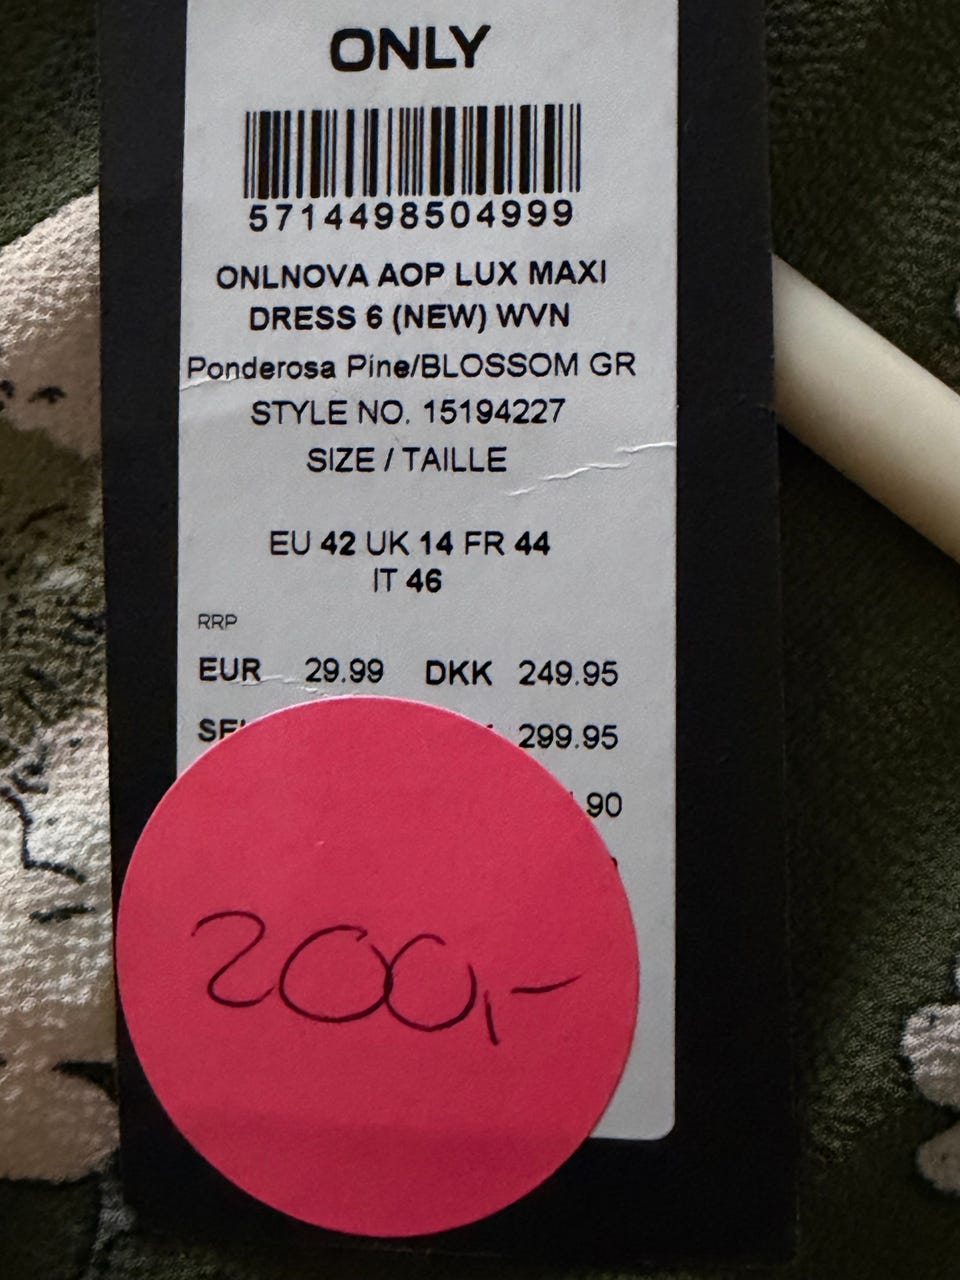 ONLY
5714498504999
ONLNOVA AOP LUX MAXI
DRESS 6 (NEW) WVN
Ponderosa Pine/BLOSSOM GR
STYLE NO. 15194227
SIZE / TAILLE
EU 42 UK 14 FR 44
IT 46
RRP
EUR 29.99 DKK 249.95
299.95
.90
200,-